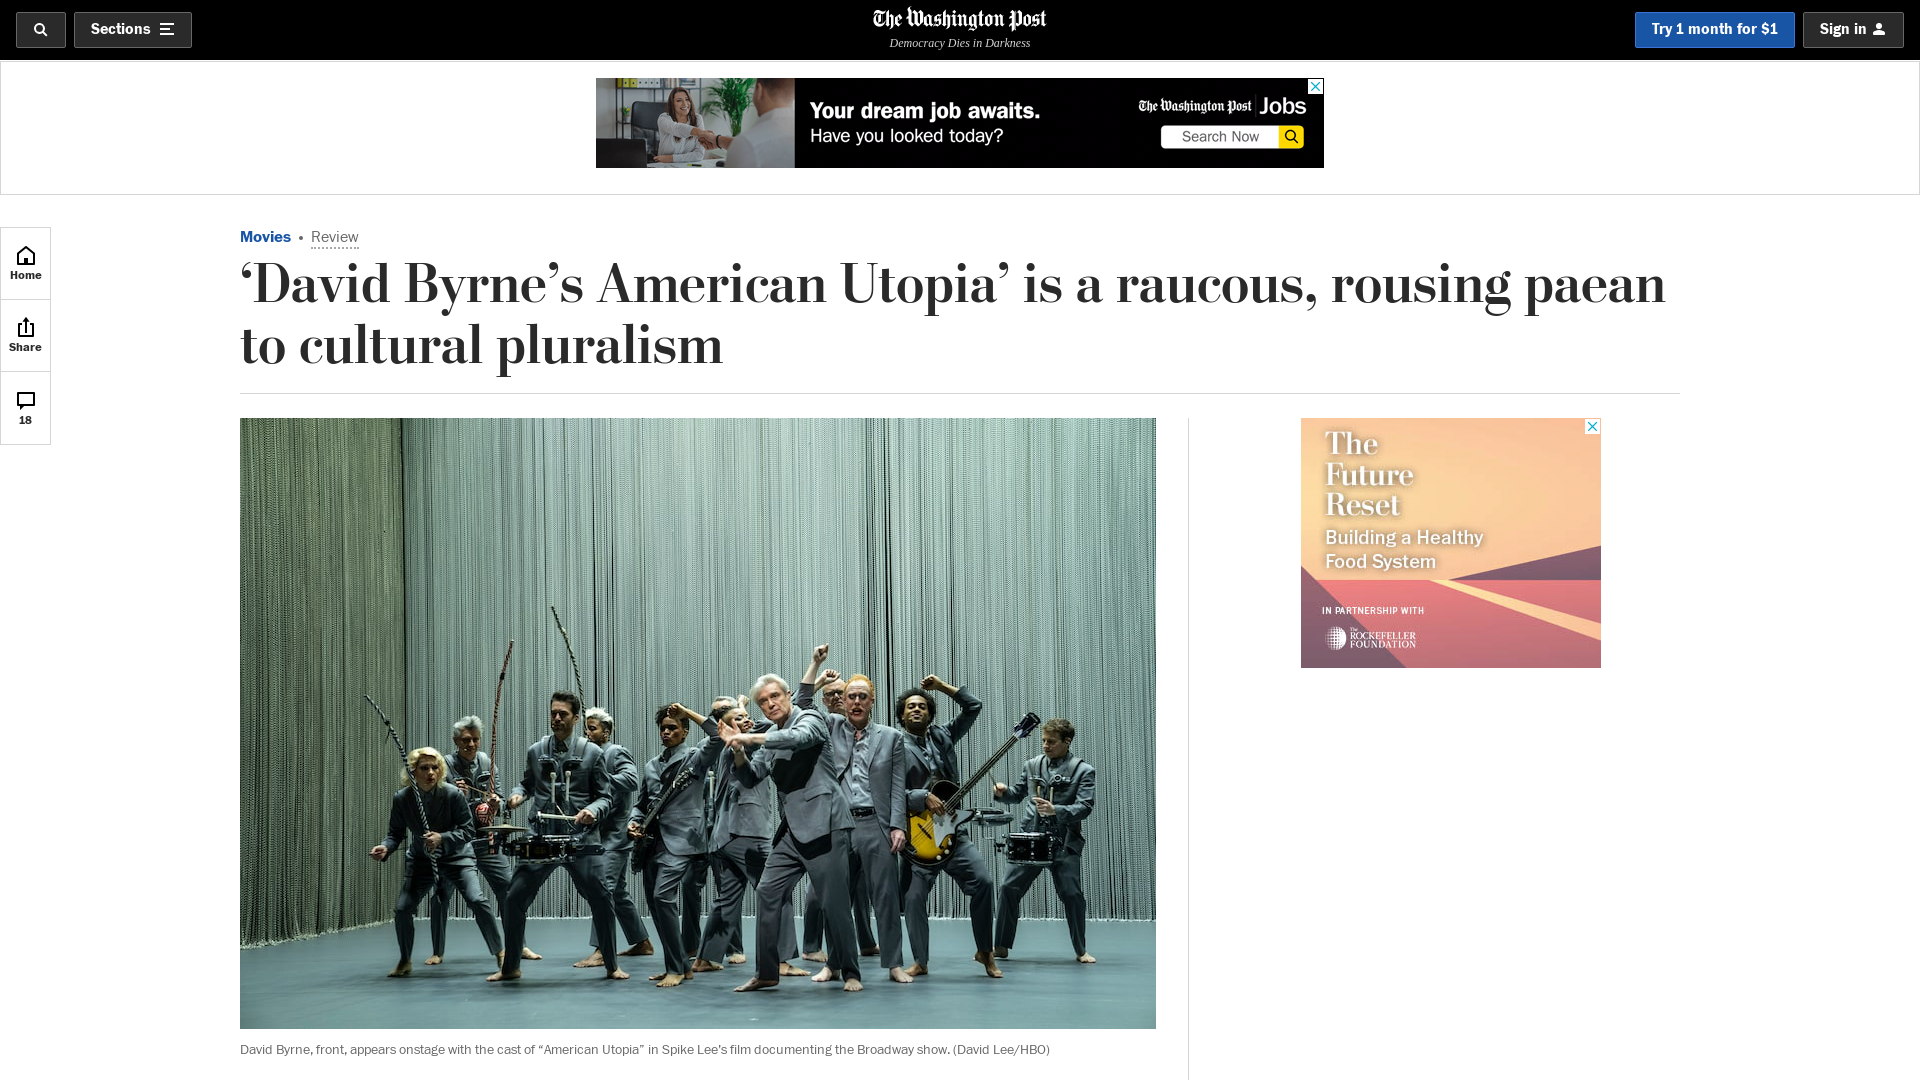 Sections
The Washington Post
Democracy Dies in Darkness
Try 1 month for $1
Sign in
Your dream job awaits.
Have you looked today?
The Washington Post Jobs
Search Now
Home
Share
18
Movies • Review
‘David Byrne’s American Utopia’ is a raucous, rousing paean
to cultural pluralism
The
Future
Reset
Building a Healthy
Food System
IN PARTNERSHIP WITH
The
ROCKEFELLER
FOUNDATION
David Byrne, front, appears onstage with the cast of “American Utopia” in Spike Lee’s film documenting the Broadway show. (David Lee/HBO)